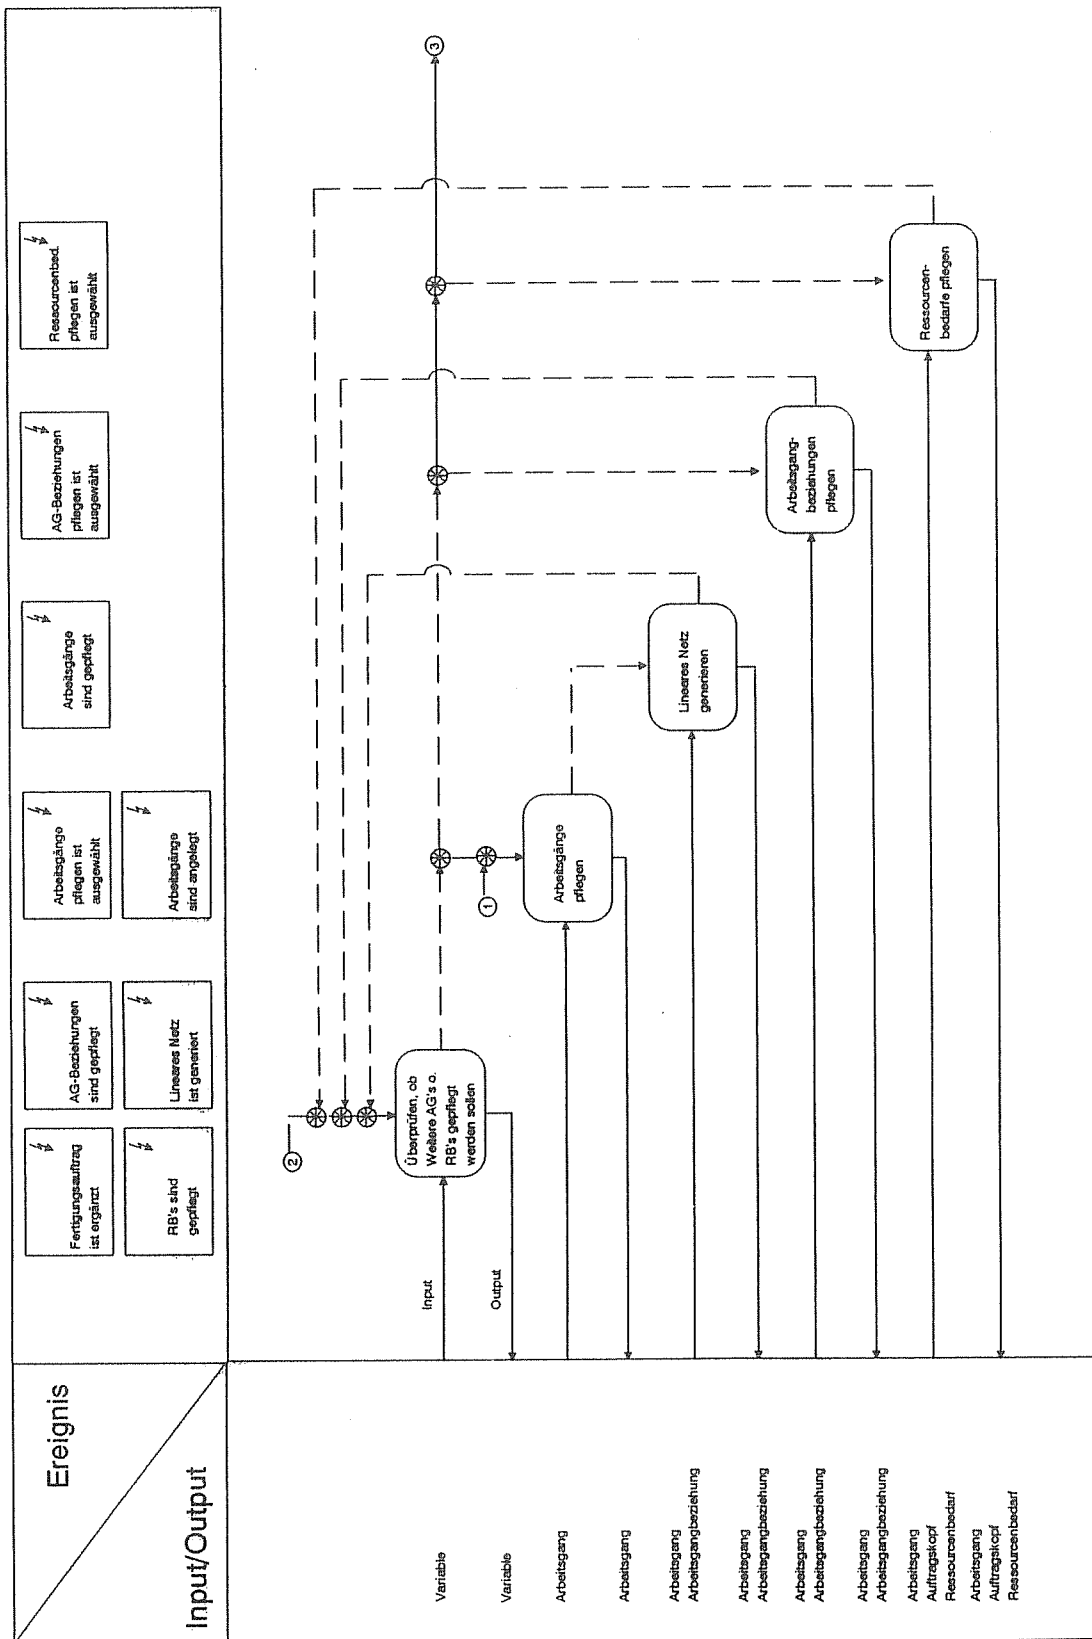 Ereignis
Input/Output
Fertigungsauftrag
ist ergänzt
AG-Beziehungen
sind gepflegt
Arbeitsgänge
pflegen ist
ausgewählt
Arbeitsgänge
sind gepflegt
AG-Beziehungen
pflegen ist
ausgewählt
Ressourcenbed.
pflegen ist
ausgewählt
RB's sind
gepflegt
Lineares Netz
ist generiert
Arbeitsgänge
sind angelegt
2
3
1
Überprüfen, ob
Weitere AG's o.
RB's gepflegt
werden sollen
Arbeitsgänge
pflegen
Lineares Netz
generieren
Arbeitsgang-
beziehungen
pflegen
Ressourcen-
bedarfe pflegen
Input
Output
Variable
Variable
Arbeitsgang
Arbeitsgang
Arbeitsgang
Arbeitsgangbeziehung
Arbeitsgang
Arbeitsgangbeziehung
Arbeitsgang
Arbeitsgangbeziehung
Arbeitsgang
Arbeitsgangbeziehung
Arbeitsgang
Auftragskopf
Ressourcenbedarf
Arbeitsgang
Auftragskopf
Ressourcenbedarf